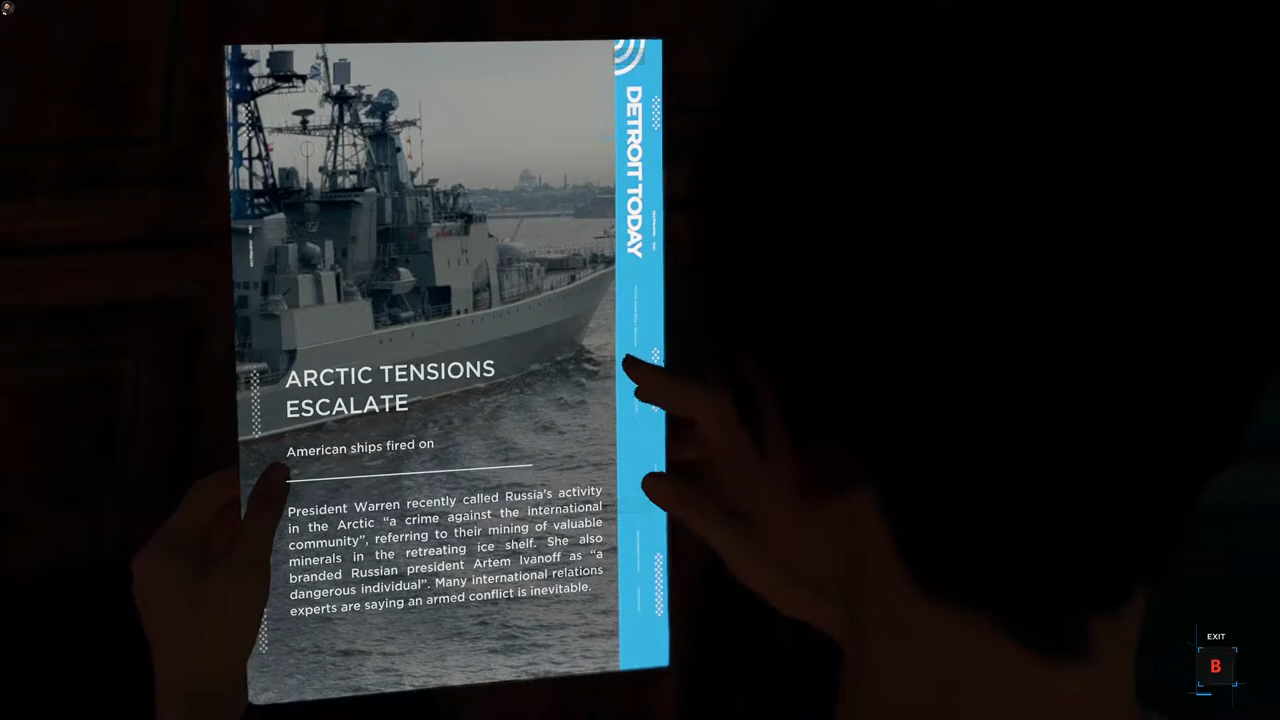 DETROIT TODAY
ARCTIC TENSIONS
ESCALATE
American ships fired on
President Warren recently called Russia's activity
in the Arctic "a crime against the international
community", referring to their mining of valuable
minerals in the retreating ice shelf. She also
branded Russian president Artem Ivanoff as "a
dangerous individual". Many international relations
experts are saying an armed conflict is inevitable.
EXIT
B